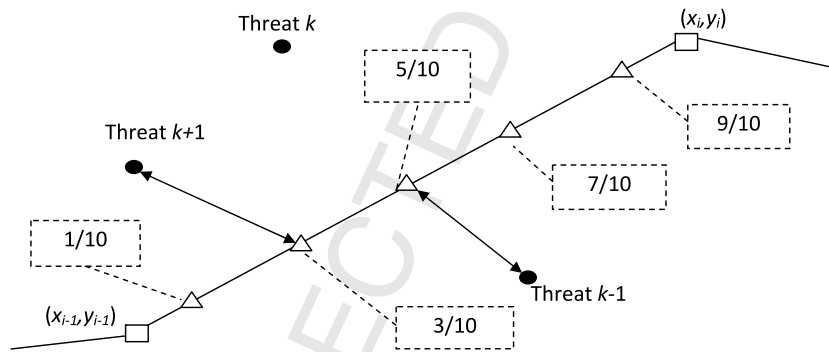 Threat k
(xi,yi)
5/10
9/10
Threat k+1
7/10
1/10
Threat k-1
(xi-1,yi-1)
3/10
ECTED